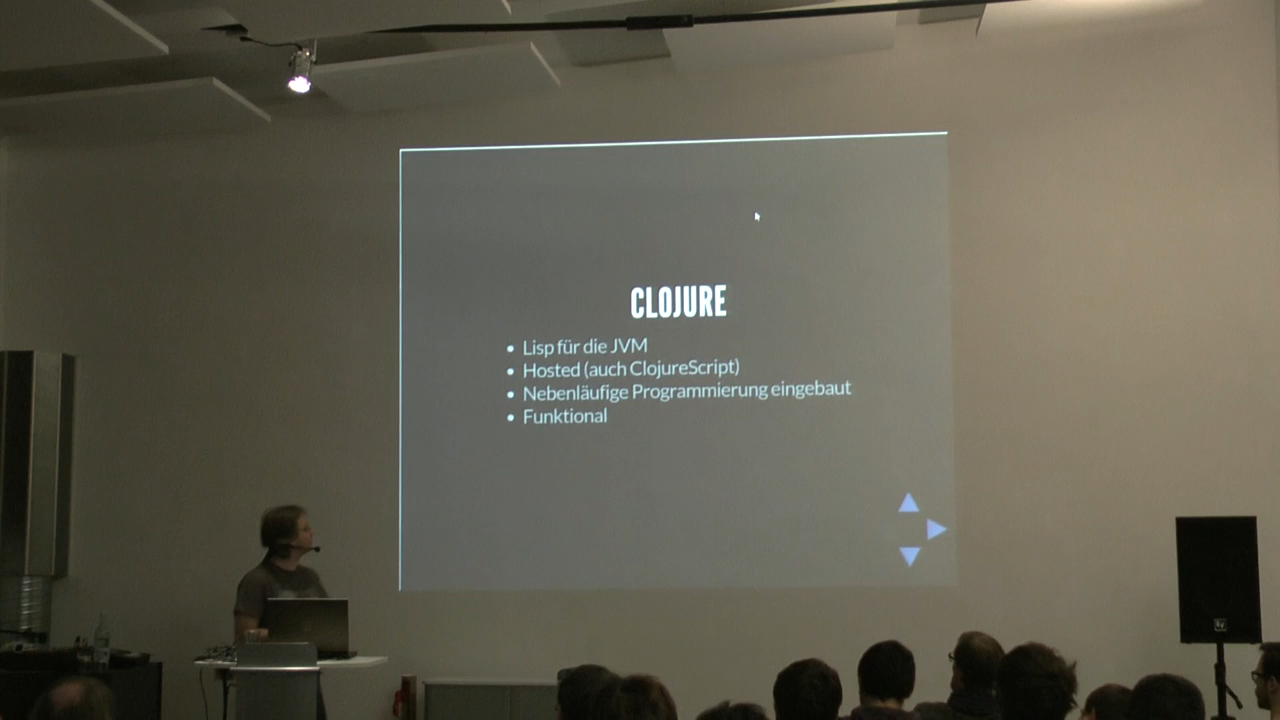 CLOJURE
• Lisp für die JVM
• Hosted (auch ClojureScript)
• Nebenläufige Programmierung eingebaut
• Funktional